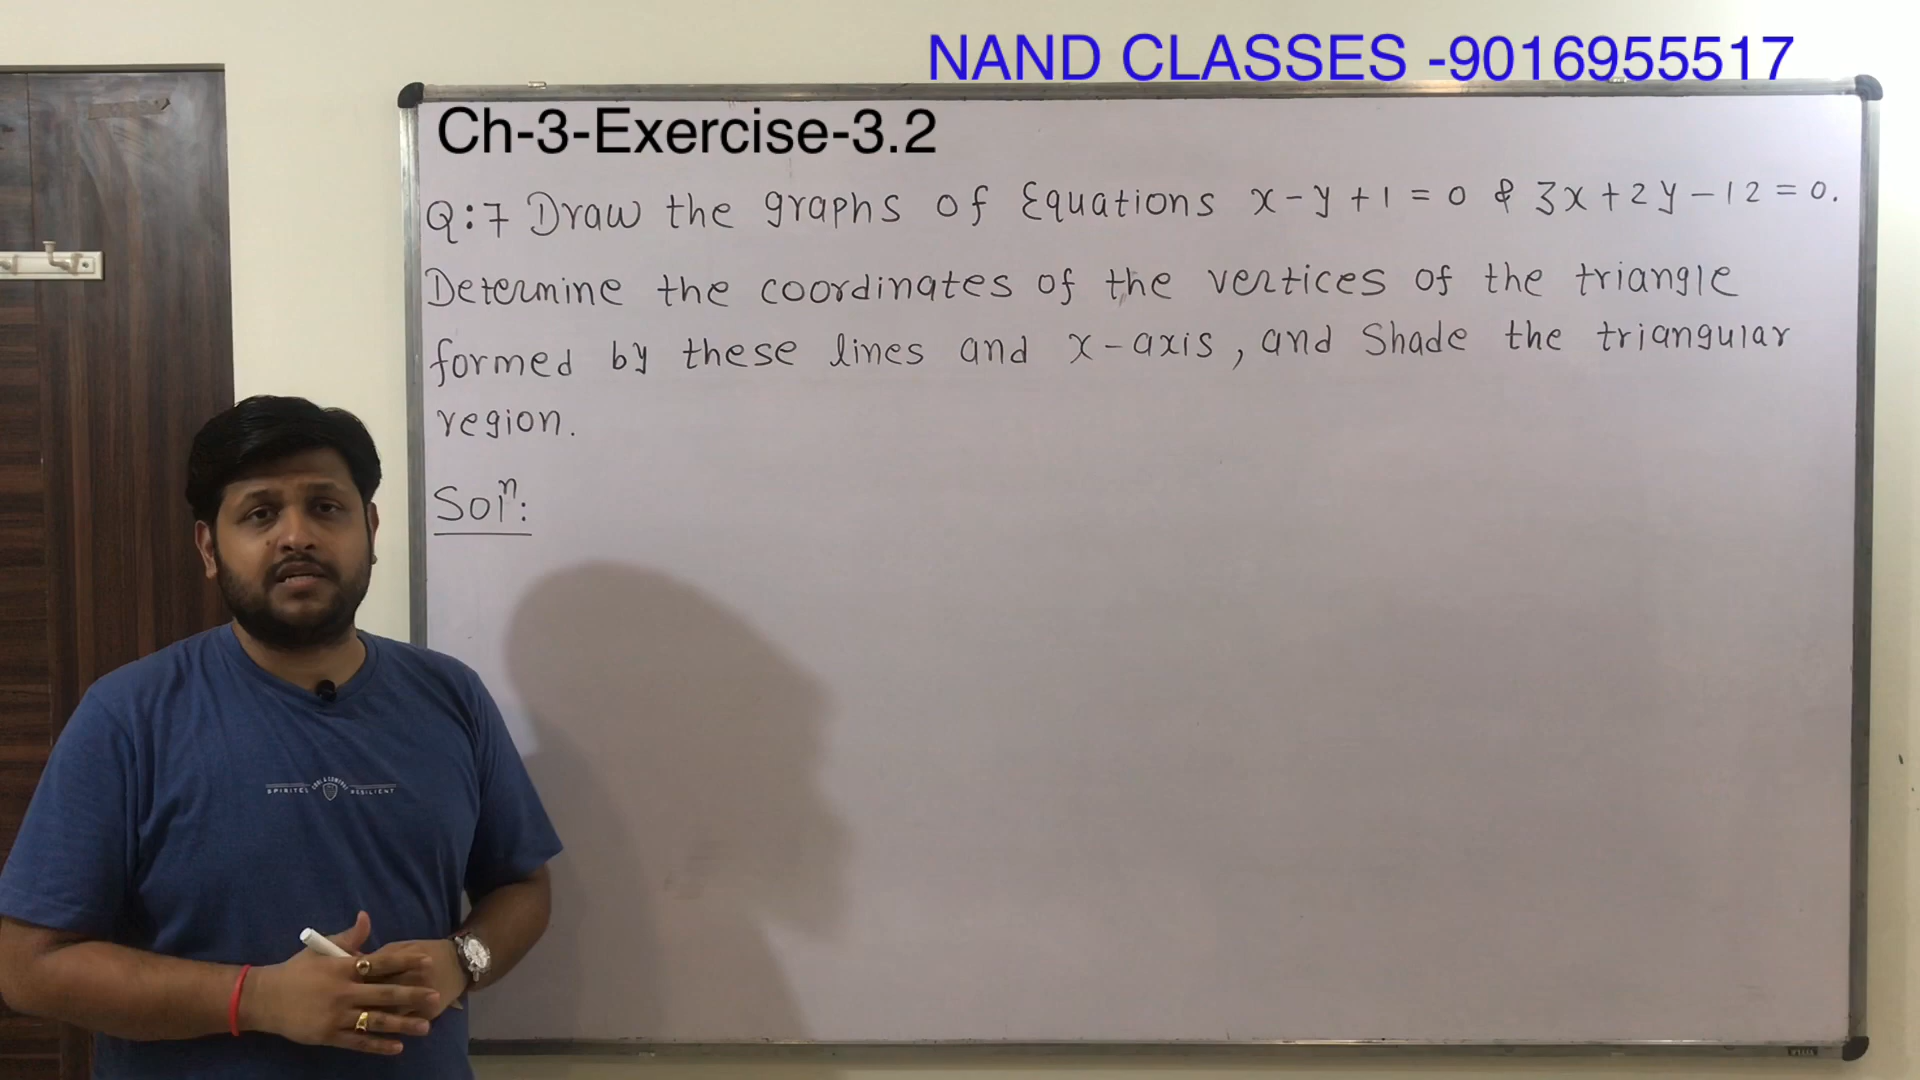 NAND CLASSES -9016955517
Ch-3-Exercise-3.2
Q:7 Draw the graphs of Equations x-y+1=0 & 3x+2y-12=0.
Determine the coordinates of the vertices of the triangle
formed by these lines and x-axis, and Shade the triangular
region.
Solⁿ:
SPIRITED RESILIENT